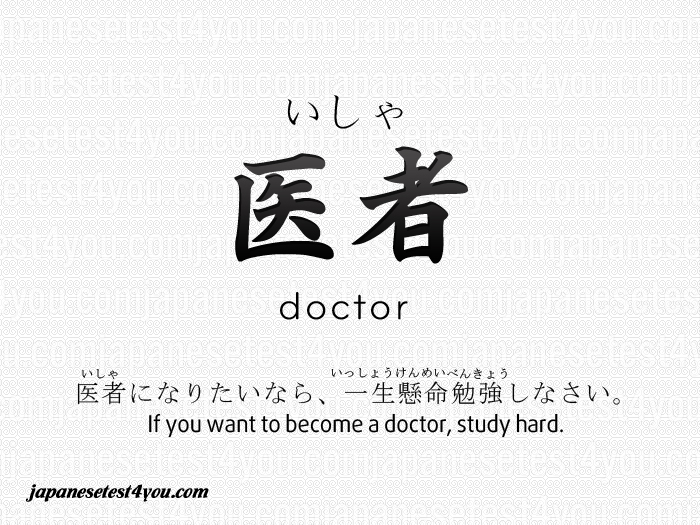 いしゃ
医者
doctor
いしゃ いっしょうけんめいべんきょう
医者になりたいなら、一生懸命勉強しなさい。
If you want to become a doctor, study hard.
japanesetest4you.com